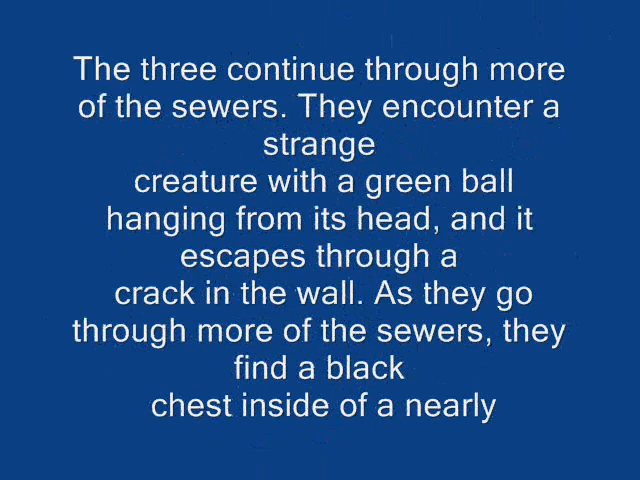 The three continue through more
of the sewers. They encounter a
strange
creature with a green ball
hanging from its head, and it
escapes through a
crack in the wall. As they go
through more of the sewers, they
find a black
chest inside of a nearly